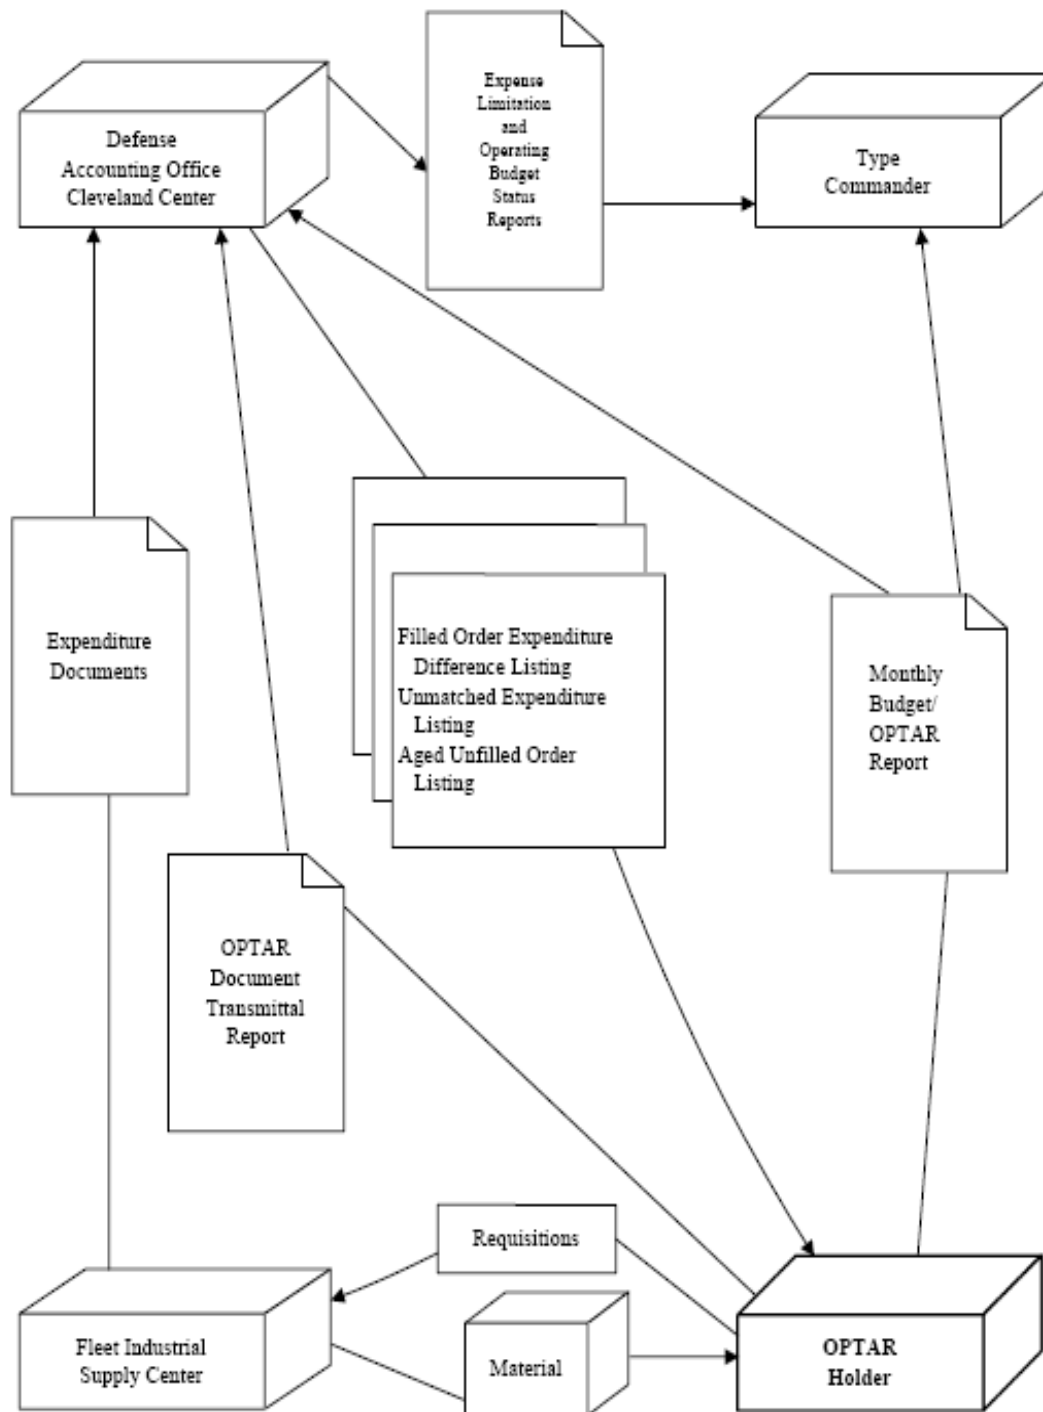 Defense
Accounting Office
Cleveland Center
Expense
Limitation
and
Operating
Budget
Status
Reports
Type
Commander
Expenditure
Documents
Filled Order Expenditure
Difference Listing
Unmatched Expenditure
Listing
Aged Unfilled Order
Listing
Monthly
Budget/
OPTAR
Report
OPTAR
Document
Transmittal
Report
Requisitions
Fleet Industrial
Supply Center
Material
OPTAR
Holder